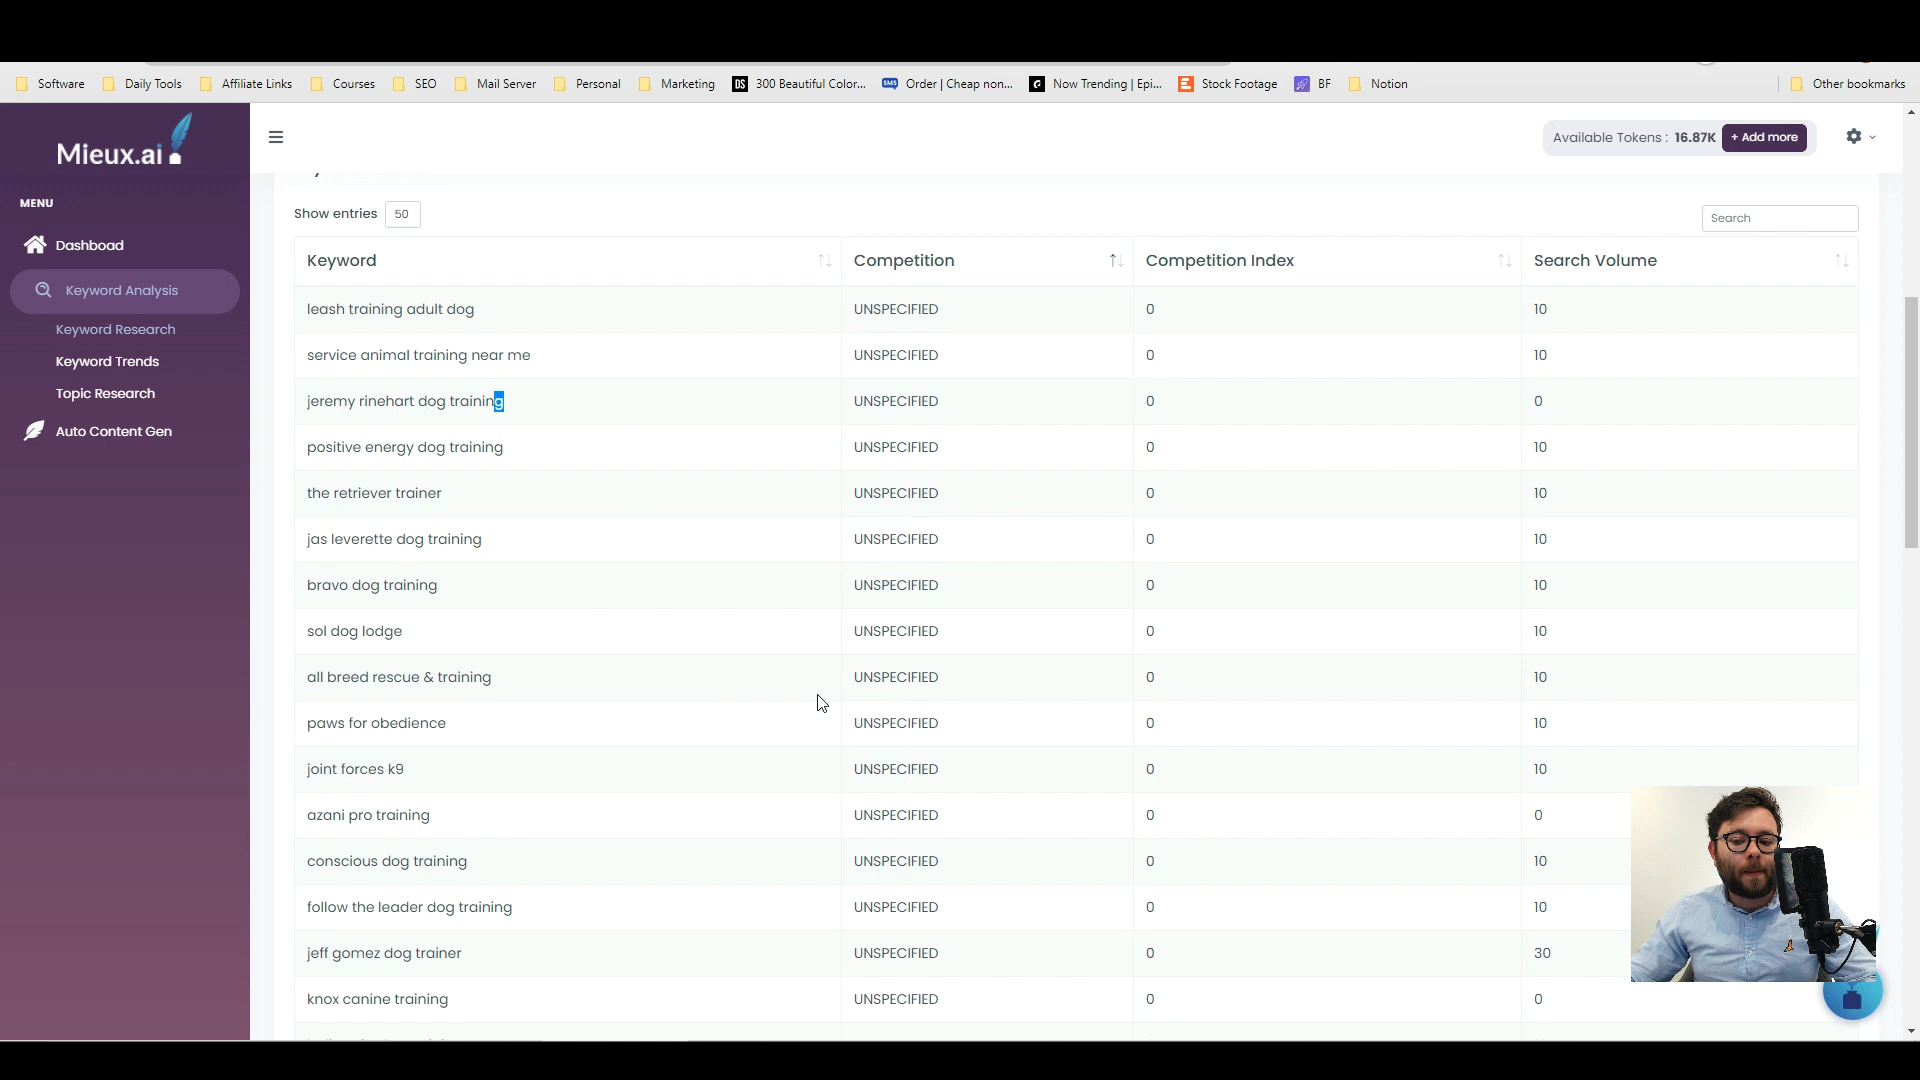 Software Daily Tools Affiliate Links Courses SEO Mail Server Personal Marketing DS 300 Beautiful Color... SMS Order | Cheap non... Now Trending | Epi... Stock Footage BF Notion Other bookmarks
Mieux.ai
Available Tokens : 16.87K + Add more
MENU
Dashboad
Keyword Analysis
Keyword Research
Keyword Trends
Topic Research
Auto Content Gen
Show entries 50 Search
Keyword Competition Competition Index Search Volume
leash training adult dog UNSPECIFIED 0 10
service animal training near me UNSPECIFIED 0 10
jeremy rinehart dog training UNSPECIFIED 0 0
positive energy dog training UNSPECIFIED 0 10
the retriever trainer UNSPECIFIED 0 10
jas leverette dog training UNSPECIFIED 0 10
bravo dog training UNSPECIFIED 0 10
sol dog lodge UNSPECIFIED 0 10
all breed rescue & training UNSPECIFIED 0 10
paws for obedience UNSPECIFIED 0 10
joint forces k9 UNSPECIFIED 0 10
azani pro training UNSPECIFIED 0 0
conscious dog training UNSPECIFIED 0 10
follow the leader dog training UNSPECIFIED 0 10
jeff gomez dog trainer UNSPECIFIED 0 30
knox canine training UNSPECIFIED 0 0